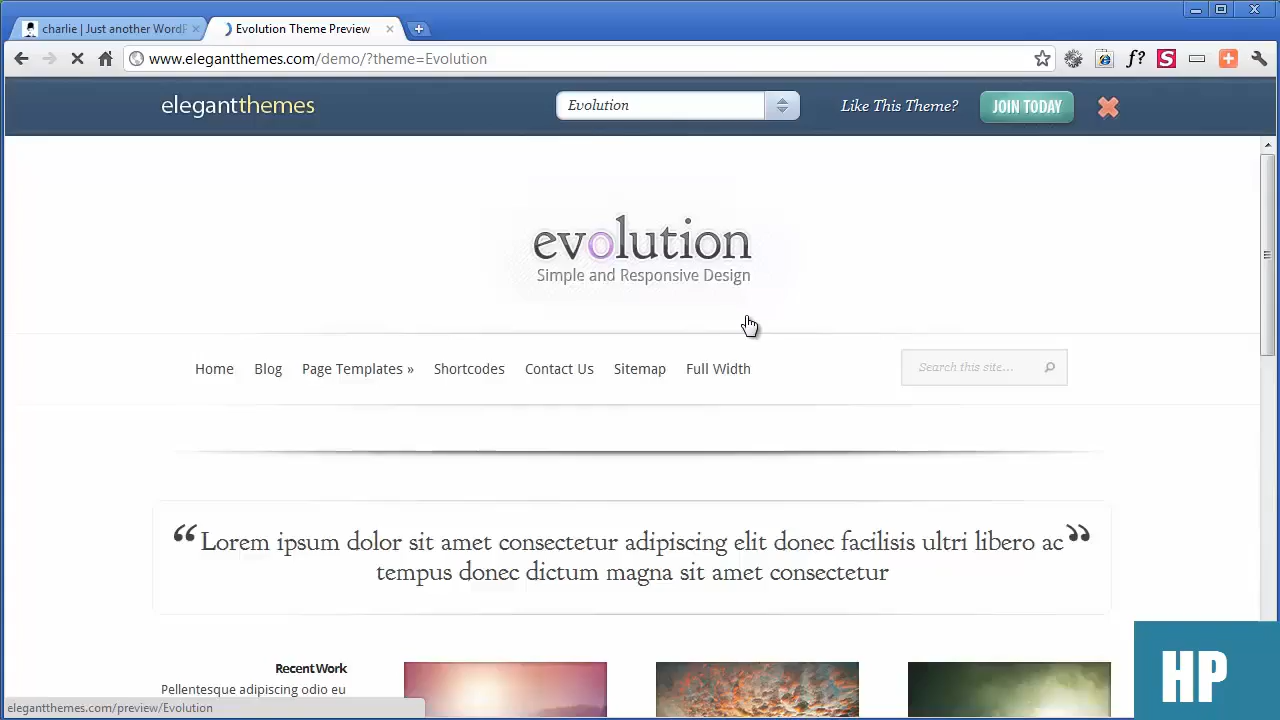 charlie | Just another WordP
Evolution Theme Preview
www.elegantthemes.com/demo/?theme=Evolution
f?
S
elegantthemes
Evolution
Like This Theme?
JOIN TODAY
evolution
Simple and Responsive Design
Home
Blog
Page Templates »
Shortcodes
Contact Us
Sitemap
Full Width
Search this site...
“Lorem ipsum dolor sit amet consectetur adipiscing elit donec facilisis ultri libero ac”
tempus donec dictum magna sit amet consectetur
Recent Work
Pellentesque adipiscing odio eu
elegantthemes.com/preview/Evolution
HP